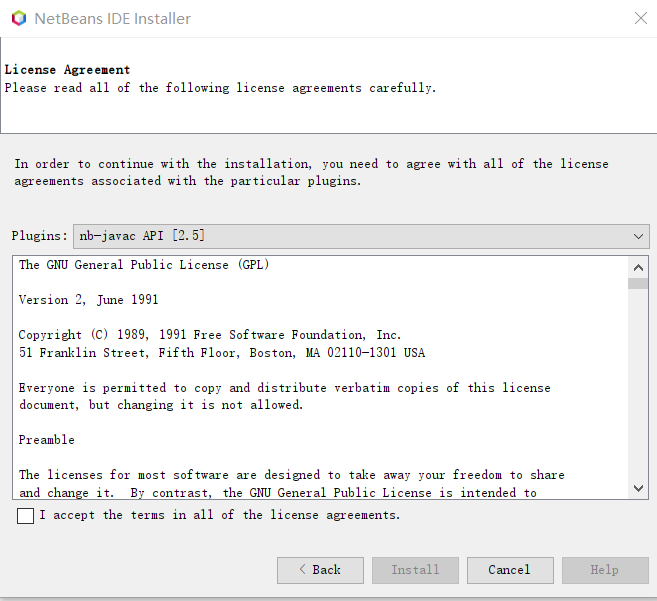 NetBeans IDE Installer
License Agreement
Please read all of the following license agreements carefully.
In order to continue with the installation, you need to agree with all of the license
agreements associated with the particular plugins.
Plugins: nb-javac API [2.5]
The GNU General Public License (GPL)
Version 2, June 1991
Copyright (C) 1989, 1991 Free Software Foundation, Inc.
51 Franklin Street, Fifth Floor, Boston, MA 02110-1301 USA
Everyone is permitted to copy and distribute verbatim copies of this license
document, but changing it is not allowed.
Preamble
The licenses for most software are designed to take away your freedom to share
and change it.  By contrast, the GNU General Public License is intended to
I accept the terms in all of the license agreements.
< Back Install Cancel Help